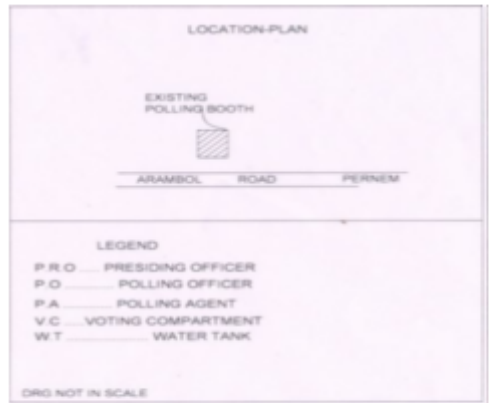 LOCATION-PLAN
EXISTING
POLLING BOOTH
ARAMBOL ROAD PERNEM
LEGEND
P.R.O ..... PRESIDING OFFICER
P.O ............. POLLING OFFICER
P.A ............. POLLING AGENT
V.C ..... VOTING COMPARTMENT
W.T .................... WATER TANK
DRG.NOT IN SCALE